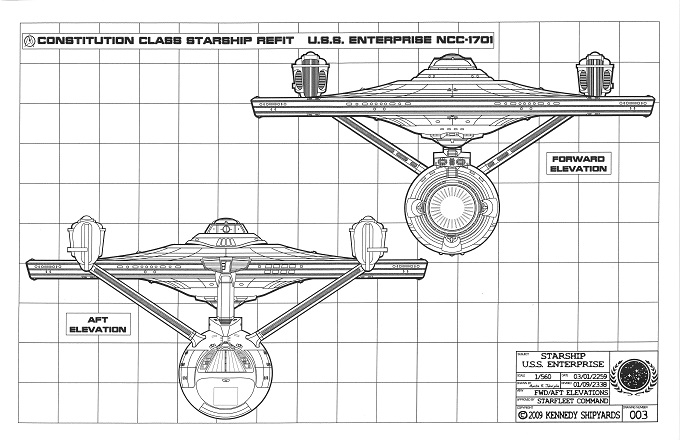 CONSTITUTION CLASS STARSHIP REFIT U.S.S. ENTERPRISE NCC-1701
FORWARD
ELEVATION
AFT
ELEVATION
SUBJECT
STARSHIP
U.S.S. ENTERPRISE
SCALE 1/560 DATE 03/01/2259
DRAWN BY REVISED 01/09/2338
VIEW FWD/AFT ELEVATIONS
APPROVED BY STARFLEET COMMAND
COPYRIGHT DRAWING NUMBER
©2009 KENNEDY SHIPYARDS 003